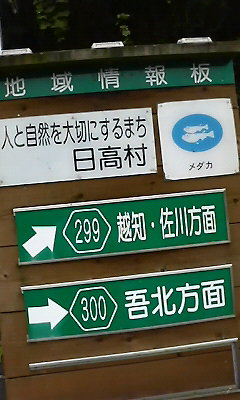 地域情報板
人と自然を大切にするまち
日高村
メダカ
299 越知・佐川方面
300 吾北方面